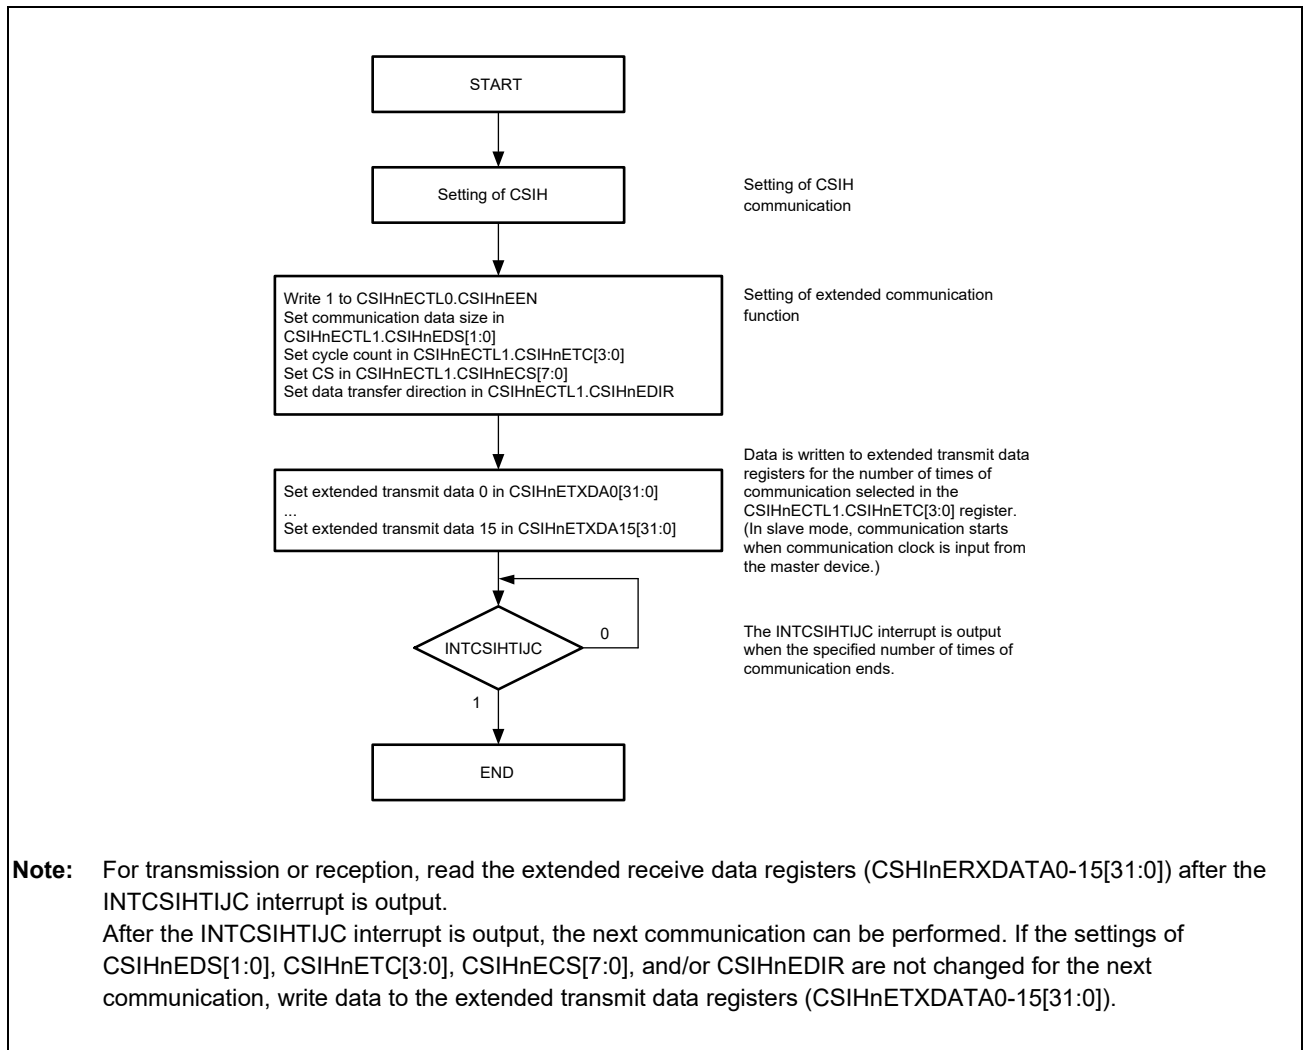 START
Setting of CSIH
Setting of CSIH
communication
Write 1 to CSIHnECTL0.CSIHnEEN
Set communication data size in
CSIHnECTL1.CSIHnEDS[1:0]
Set cycle count in CSIHnECTL1.CSIHnETC[3:0]
Set CS in CSIHnECTL1.CSIHnECS[7:0]
Set data transfer direction in CSIHnECTL1.CSIHnEDIR
Setting of extended communication
function
Set extended transmit data 0 in CSIHnETXDA0[31:0]
...
Set extended transmit data 15 in CSIHnETXDA15[31:0]
Data is written to extended transmit data
registers for the number of times of
communication selected in the
CSIHnECTL1.CSIHnETC[3:0] register.
(In slave mode, communication starts
when communication clock is input from
the master device.)
INTCSIHTIJC
0
1
The INTCSIHTIJC interrupt is output
when the specified number of times of
communication ends.
END
Note: For transmission or reception, read the extended receive data registers (CSHInERXDATA0-15[31:0]) after the
INTCSIHTIJC interrupt is output.
After the INTCSIHTIJC interrupt is output, the next communication can be performed. If the settings of
CSIHnEDS[1:0], CSIHnETC[3:0], CSIHnECS[7:0], and/or CSIHnEDIR are not changed for the next
communication, write data to the extended transmit data registers (CSIHnETXDATA0-15[31:0]).